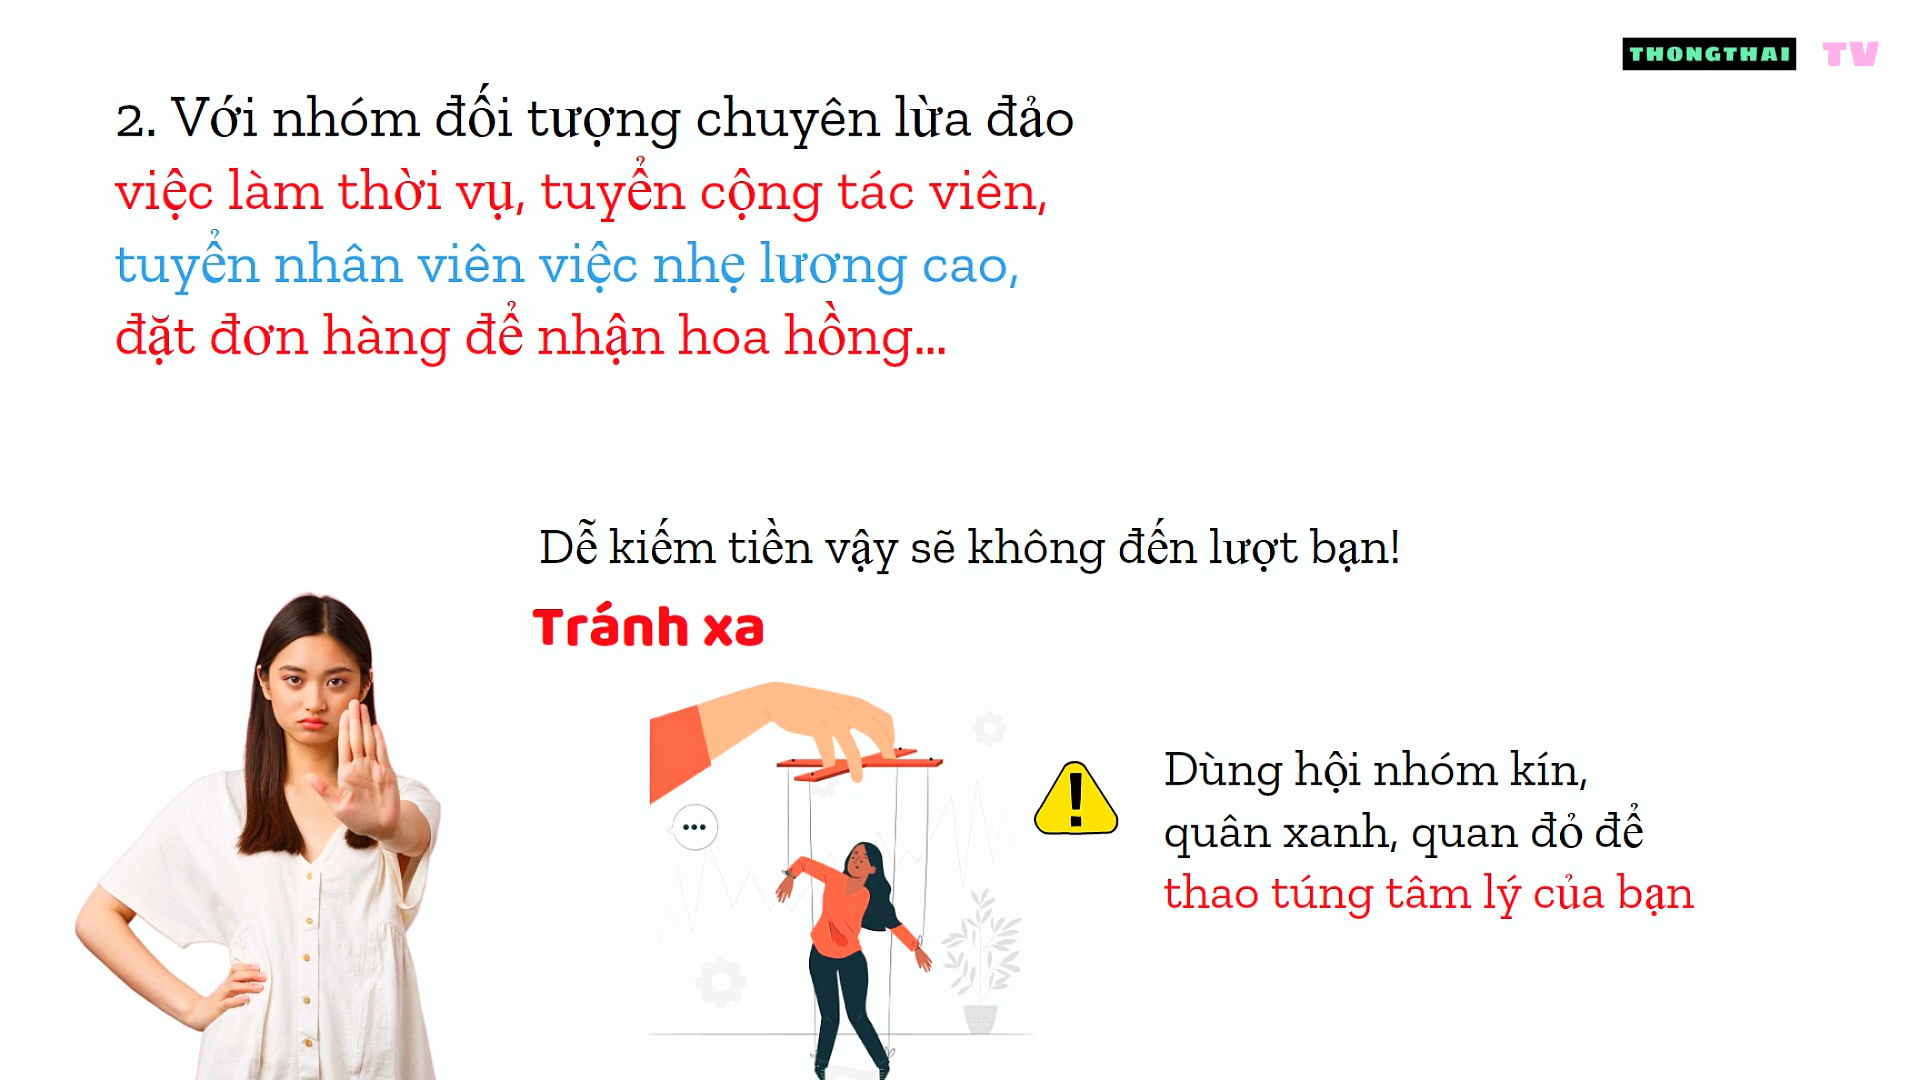 THONGTHAI TV
2. Với nhóm đối tượng chuyên lừa đảo
việc làm thời vụ, tuyển cộng tác viên,
tuyển nhân viên việc nhẹ lương cao,
đặt đơn hàng để nhận hoa hồng...
Dễ kiếm tiền vậy sẽ không đến lượt bạn!
Tránh xa
Dùng hội nhóm kín,
quân xanh, quan đỏ để
thao túng tâm lý của bạn